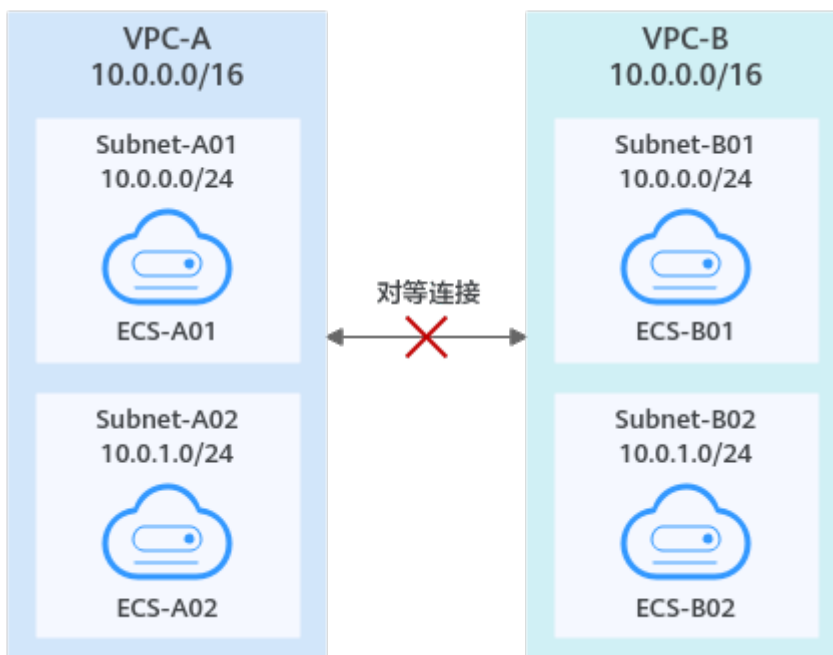 VPC-A
10.0.0.0/16
Subnet-A01
10.0.0.0/24
ECS-A01
Subnet-A02
10.0.1.0/24
ECS-A02
对等连接
VPC-B
10.0.0.0/16
Subnet-B01
10.0.0.0/24
ECS-B01
Subnet-B02
10.0.1.0/24
ECS-B02